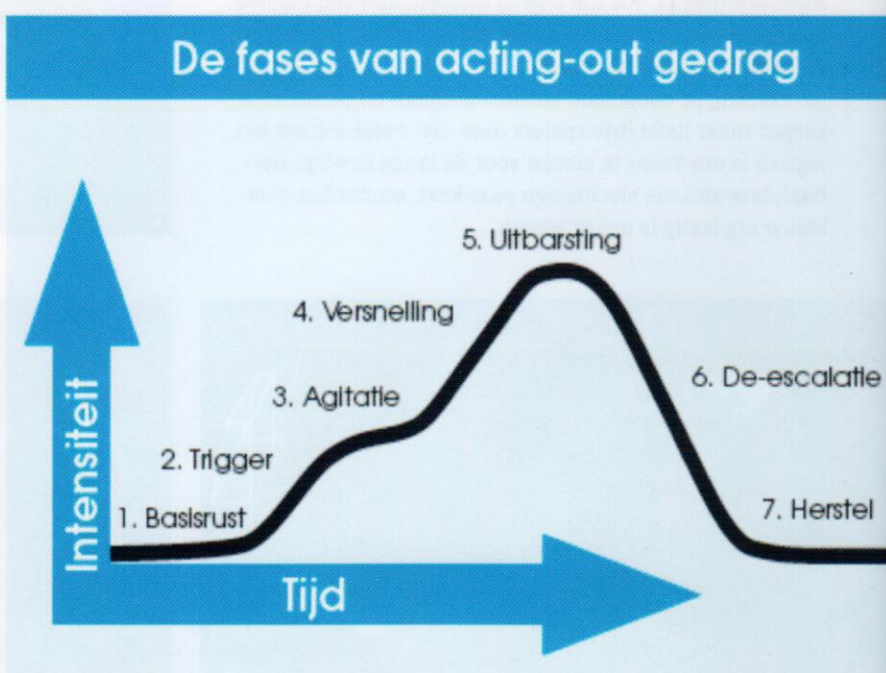 De fases van acting-out gedrag
5. Uitbarsting
4. Versnelling
6. De-escalatie
3. Agitatie
2. Trigger
1. Basisrust
7. Herstel
Intensiteit
Tijd